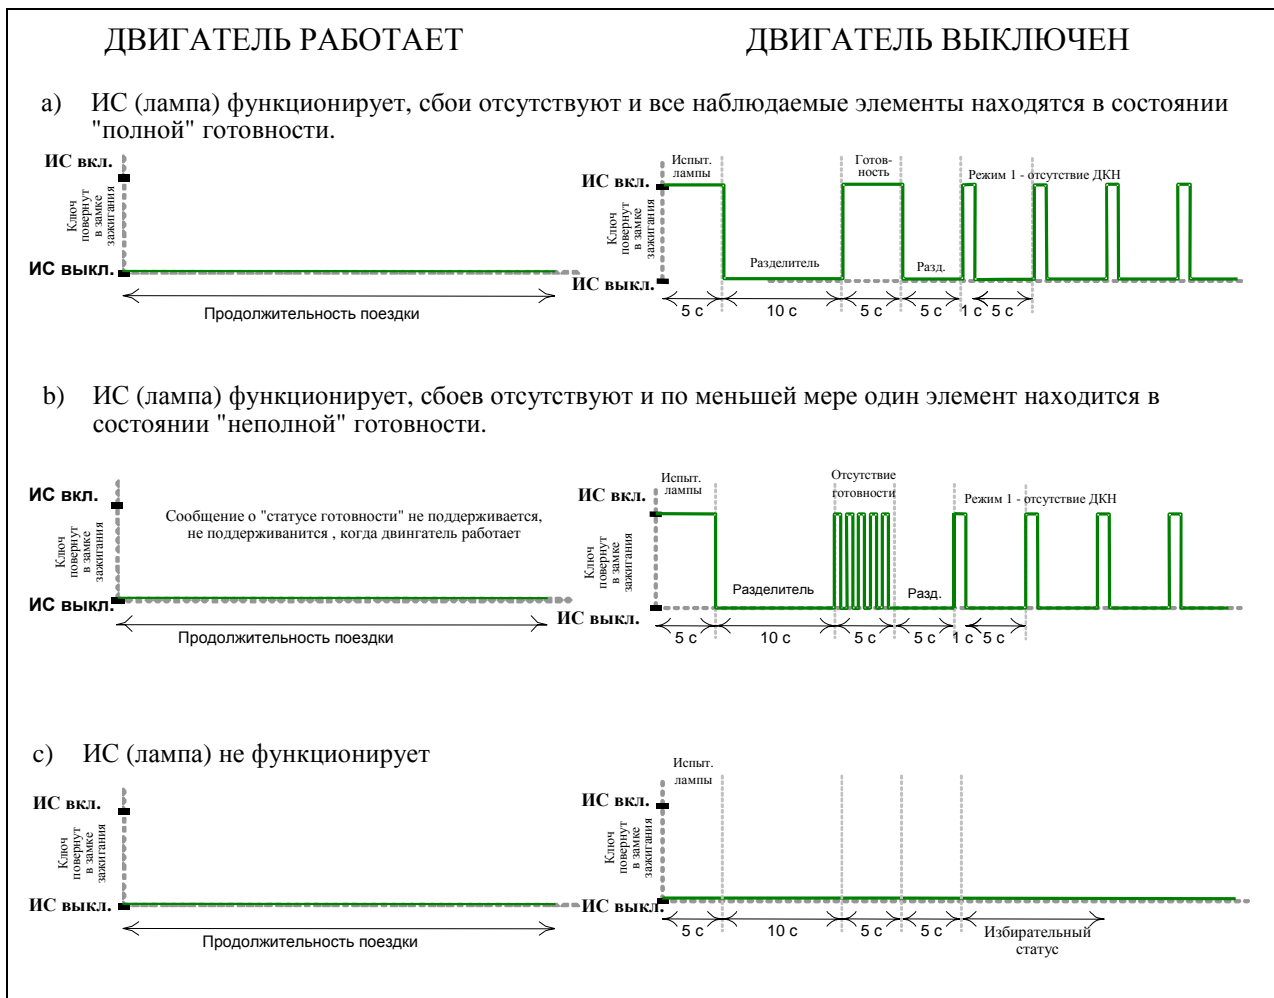 ДВИГАТЕЛЬ РАБОТАЕТ
ДВИГАТЕЛЬ ВЫКЛЮЧЕН
a) ИС (лампа) функционирует, сбои отсутствуют и все наблюдаемые элементы находятся в состоянии
"полной" готовности.
ИС вкл.
Ключ
повернут
в замке
зажигания
ИС выкл.
Продолжительность поездки
Испыт.
лампы
Готов-
ность
Режим 1 - отсутствие ДКН
ИС вкл.
Ключ
повернут
в замке
зажигания
Разделитель
Разд.
ИС выкл.
5 с 10 с 5 с 5 с 1 с 5 с
b) ИС (лампа) функционирует, сбоев отсутствуют и по меньшей мере один элемент находится в
состоянии "неполной" готовности.
ИС вкл.
Ключ
повернут
в замке
зажигания
Сообщение о "статусе готовности" не поддерживается,
не поддерживанится , когда двингатель работает
ИС выкл.
Продолжительность поездки
Испыт.
лампы
Отсутствие
готовности
Режим 1 - отсутствие ДКН
ИС вкл.
Ключ
повернут
в замке
зажигания
Разделитель
Разд.
ИС выкл.
5 с 10 с 5 с 5 с 1 с 5 с
c) ИС (лампа) не функционирует
ИС вкл.
Ключ
повернут
в замке
зажигания
ИС выкл.
Продолжительность поездки
Испыт.
лампы
ИС вкл.
Ключ
повернут
в замке
зажигания
ИС выкл.
5 с 10 с 5 с 5 с
Избирательный
статус